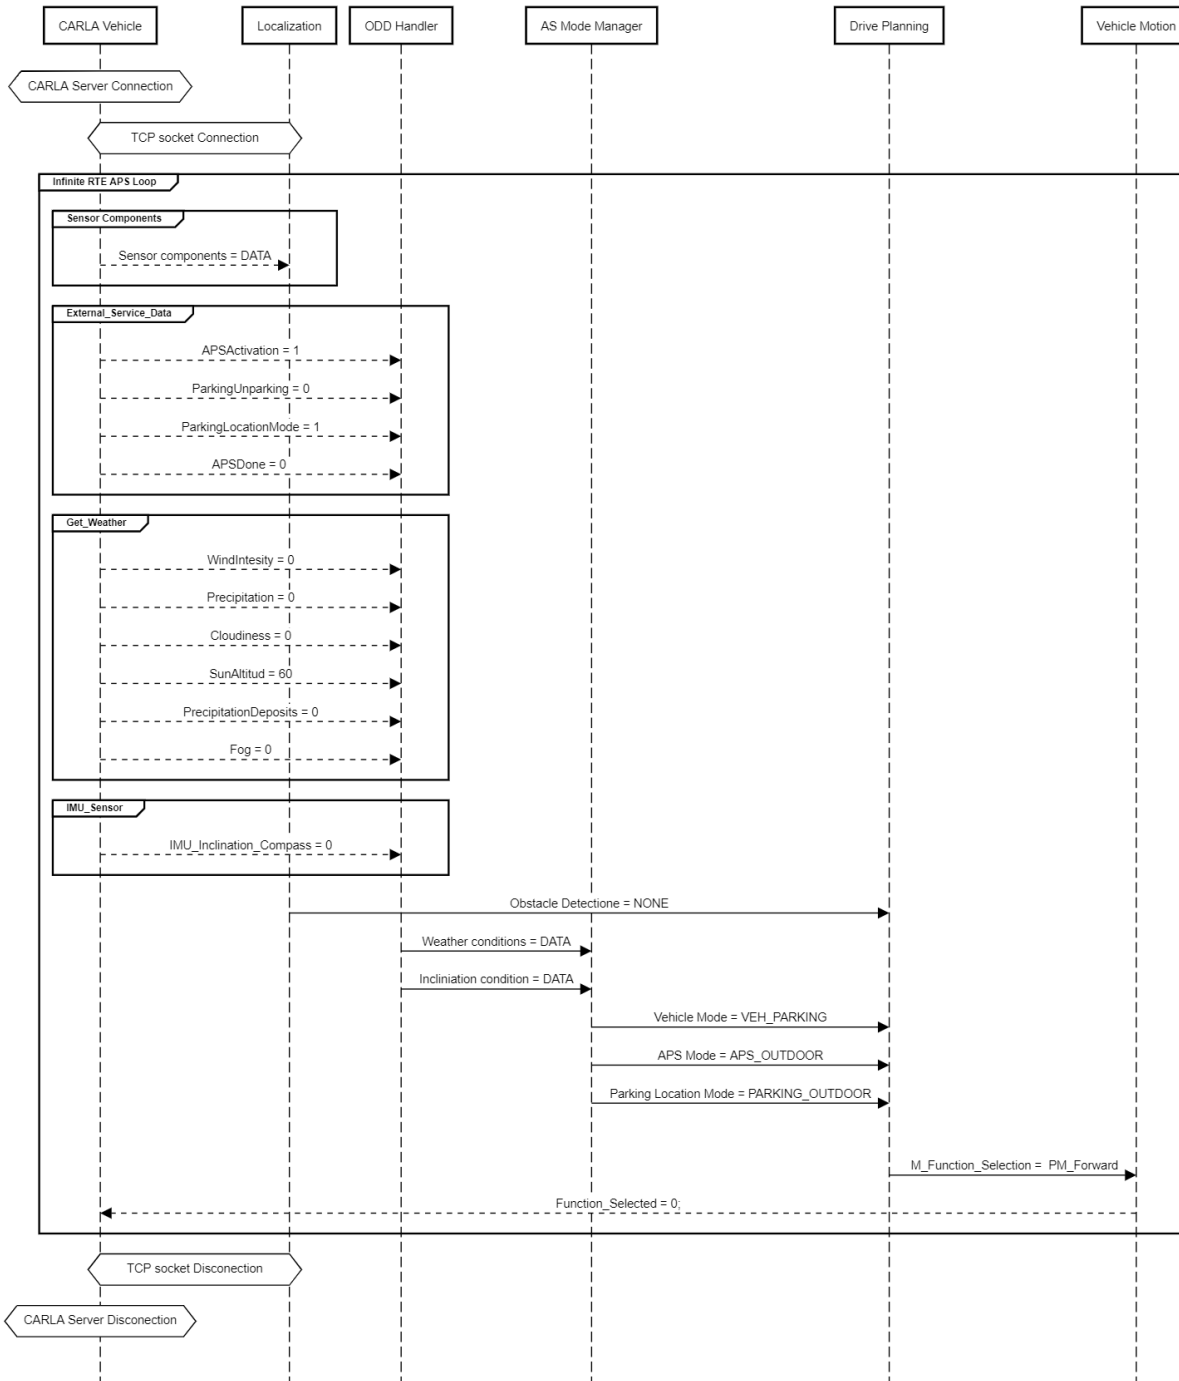 CARLA Vehicle
Localization
ODD Handler
AS Mode Manager
Drive Planning
Vehicle Motion
CARLA Server Connection
TCP socket Connection
Infinite RTE APS Loop
Sensor Components
Sensor components = DATA
External_Service_Data
APSActivation = 1
ParkingUnparking = 0
ParkingLocationMode = 1
APSDone = 0
Get_Weather
WindIntesity = 0
Precipitation = 0
Cloudiness = 0
SunAltitud = 60
PrecipitationDeposits = 0
Fog = 0
IMU_Sensor
IMU_Inclination_Compass = 0
Obstacle Detectione = NONE
Weather conditions = DATA
Incliniation condition = DATA
Vehicle Mode = VEH_PARKING
APS Mode = APS_OUTDOOR
Parking Location Mode = PARKING_OUTDOOR
M_Function_Selection =  PM_Forward
Function_Selected = 0;
TCP socket Disconection
CARLA Server Disconection